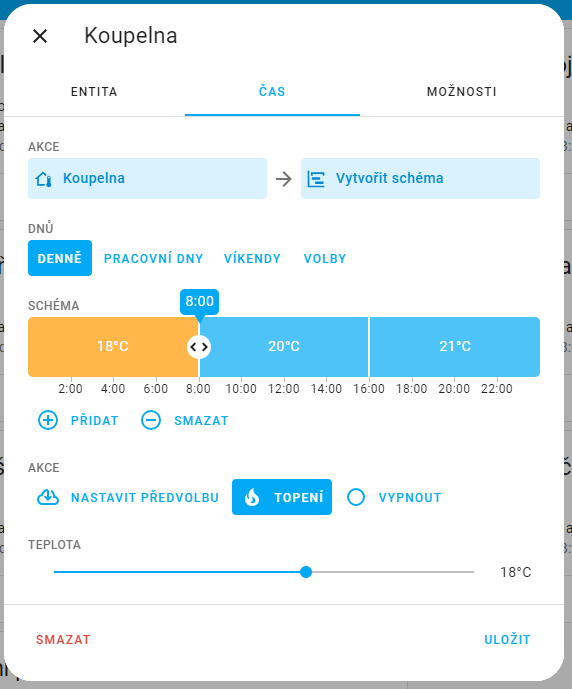 Koupelna
ENTITA ČAS MOŽNOSTI
AKCE
Koupelna Vytvořit schéma
DNŮ
DENNĚ PRACOVNÍ DNY VÍKENDY VOLBY
8:00
SCHÉMA
18°C 20°C 21°C
2:00 4:00 6:00 8:00 10:00 12:00 14:00 16:00 18:00 20:00 22:00
PŘIDAT SMAZAT
AKCE
NASTAVIT PŘEDVOLBU TOPENÍ VYPNOUT
TEPLOTA
18°C
SMAZAT ULOŽIT